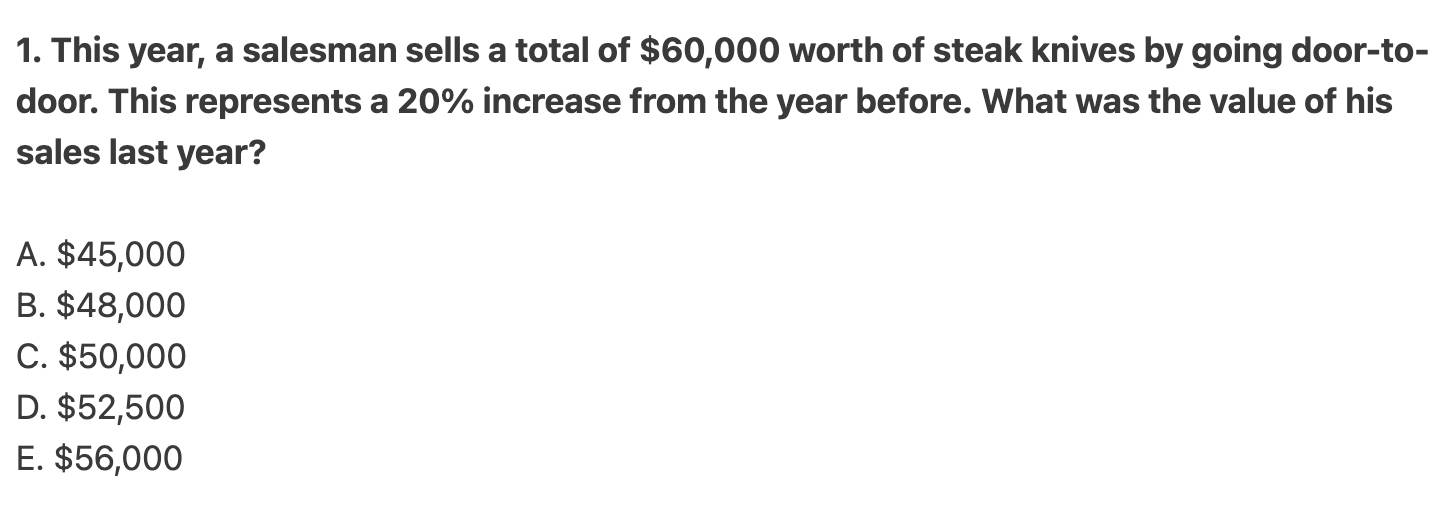 1. This year, a salesman sells a total of $60,000 worth of steak knives by going door-to-
door. This represents a 20% increase from the year before. What was the value of his
sales last year?
A. $45,000
B. $48,000
C. $50,000
D. $52,500
E. $56,000